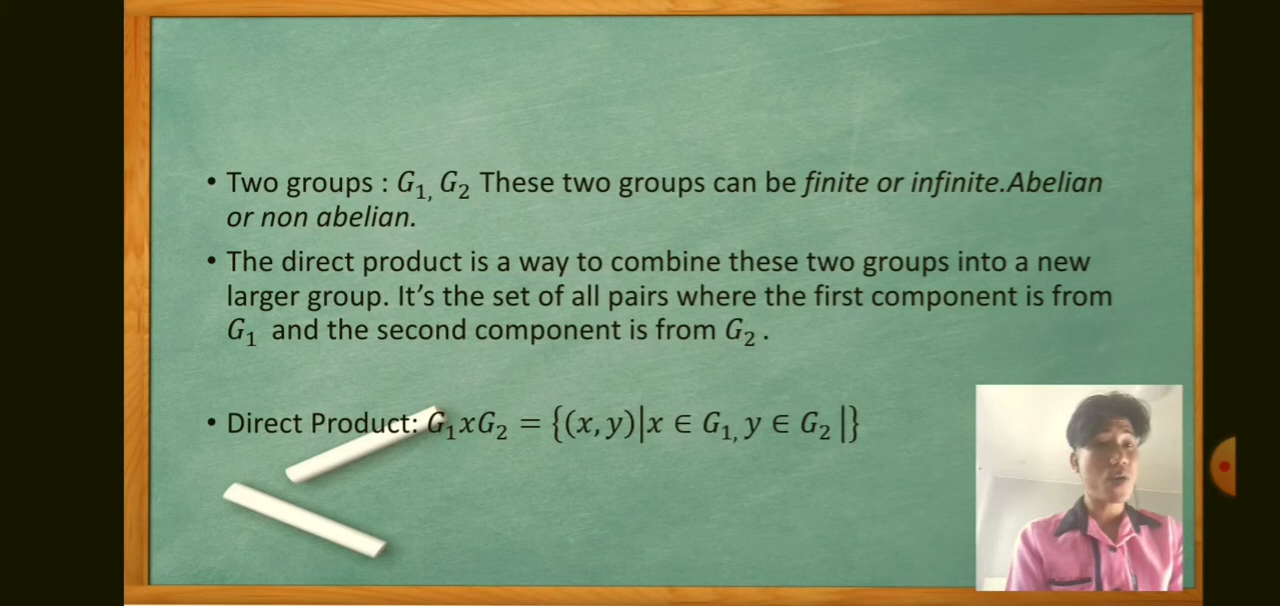 • Two groups : G₁, G₂ These two groups can be finite or infinite.Abelian
or non abelian.
• The direct product is a way to combine these two groups into a new
larger group. It’s the set of all pairs where the first component is from
G₁ and the second component is from G₂ .
• Direct Product: G₁xG₂ = {(x, y)|x ∈ G₁, y ∈ G₂ |}